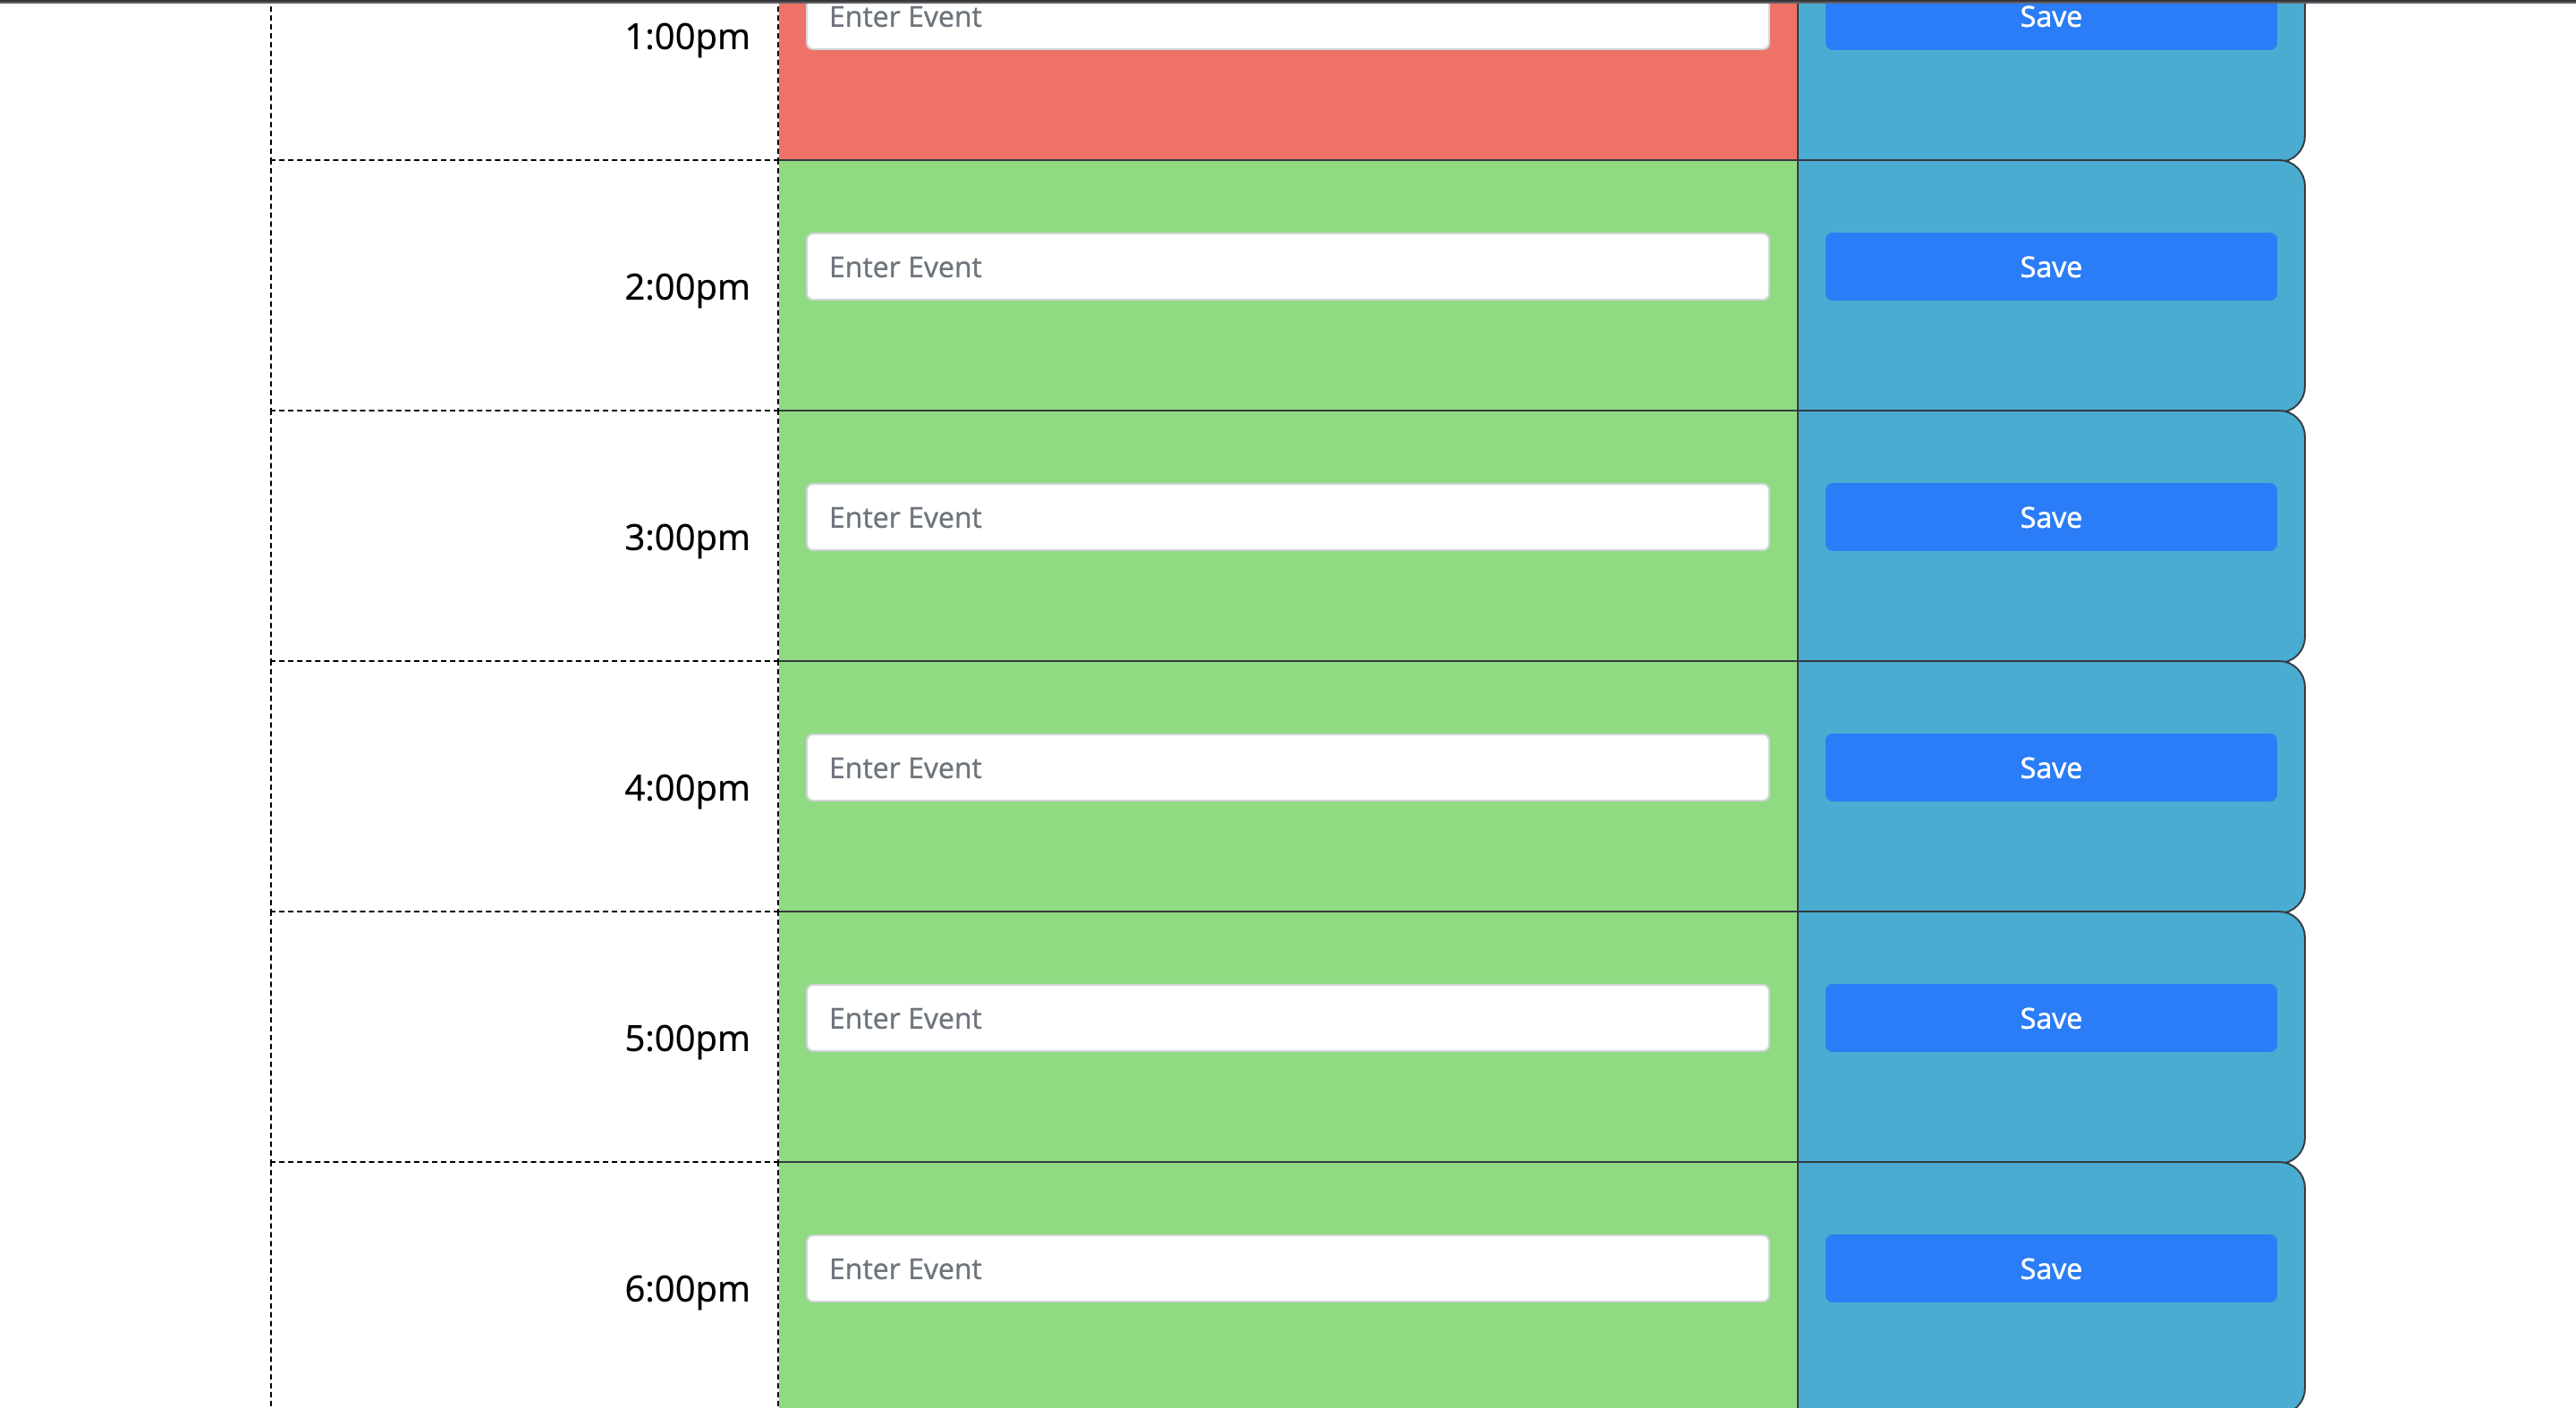 1:00pm Enter Event Save
2:00pm Enter Event Save
3:00pm Enter Event Save
4:00pm Enter Event Save
5:00pm Enter Event Save
6:00pm Enter Event Save